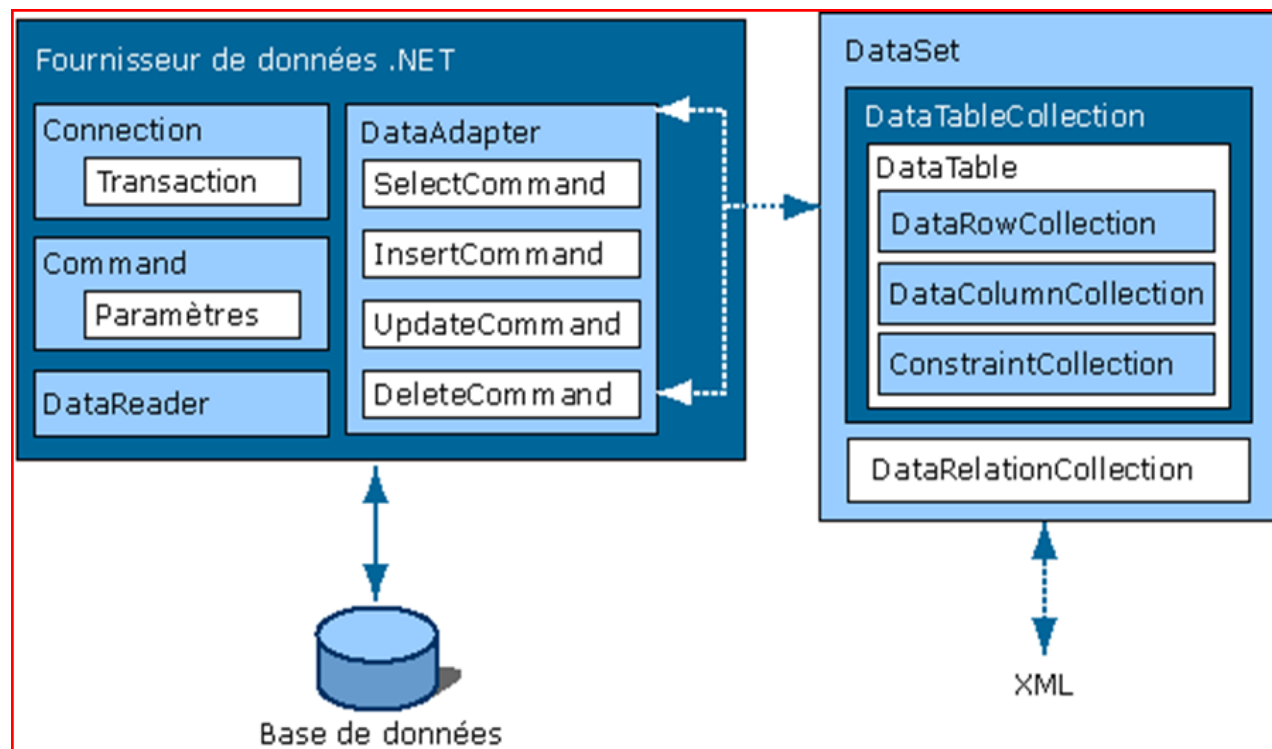 Fournisseur de données .NET
Connection
Transaction
Command
Paramètres
DataReader
DataAdapter
SelectCommand
InsertCommand
UpdateCommand
DeleteCommand
Base de données
DataSet
DataTableCollection
DataTable
DataRowCollection
DataColumnCollection
ConstraintCollection
DataRelationCollection
XML